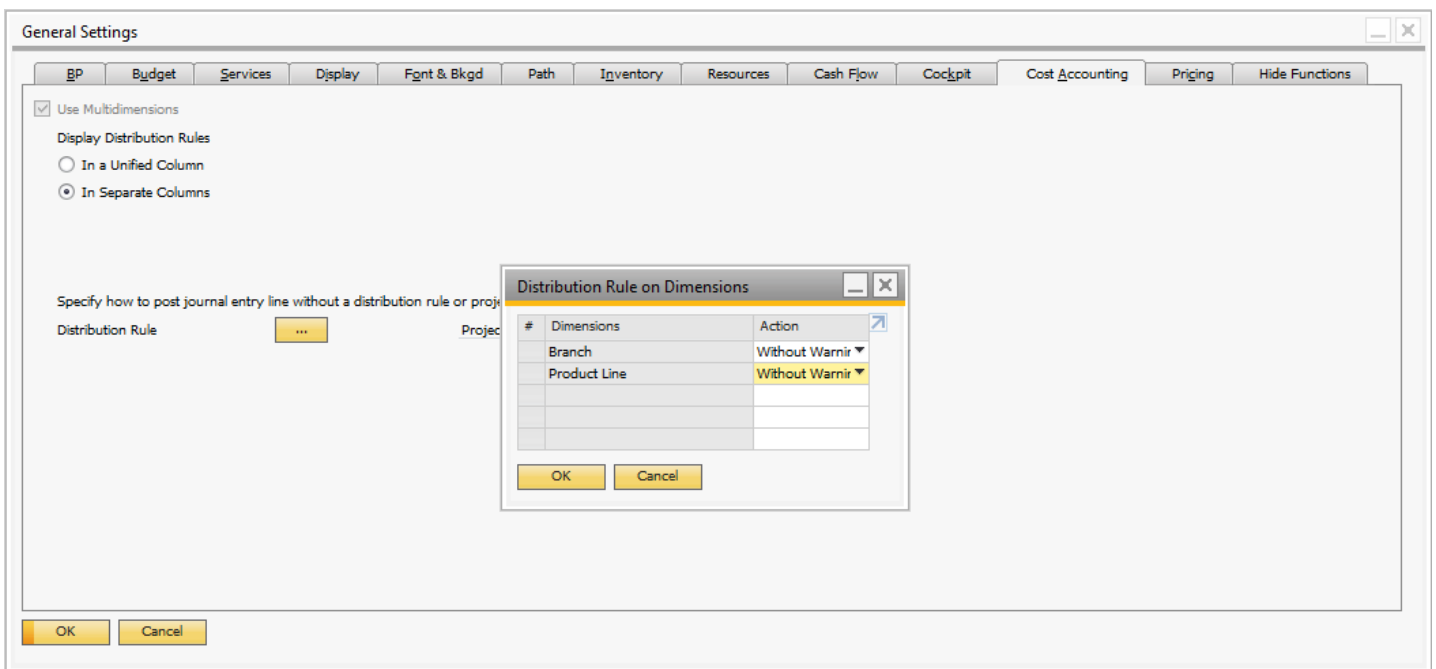 General Settings
BP Budget Services Display Font & Bkgd Path Inventory Resources Cash Flow Cockpit Cost Accounting Pricing Hide Functions
Use Multidimensions
Display Distribution Rules
In a Unified Column
In Separate Columns
Specify how to post journal entry line without a distribution rule or proje
Distribution Rule ... Projec
Distribution Rule on Dimensions
# Dimensions Action
Branch Without Warnir
Product Line Without Warnir
OK Cancel
OK Cancel